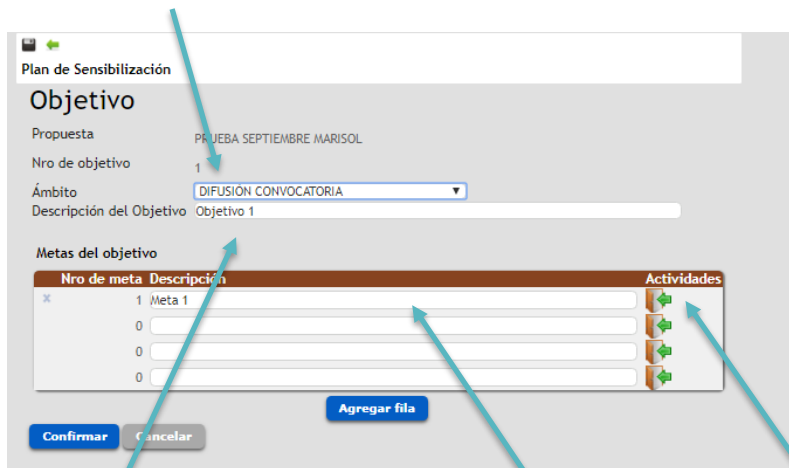 Plan de Sensibilización
Objetivo
Propuesta PRUEBA SEPTIEMBRE MARISOL
Nro de objetivo 1
Ámbito DIFUSIÓN CONVOCATORIA
Descripción del Objetivo Objetivo 1
Metas del objetivo
Nro de meta Descripción Actividades
x 1 Meta 1
0
0
0
Agregar fila
Confirmar Cancelar